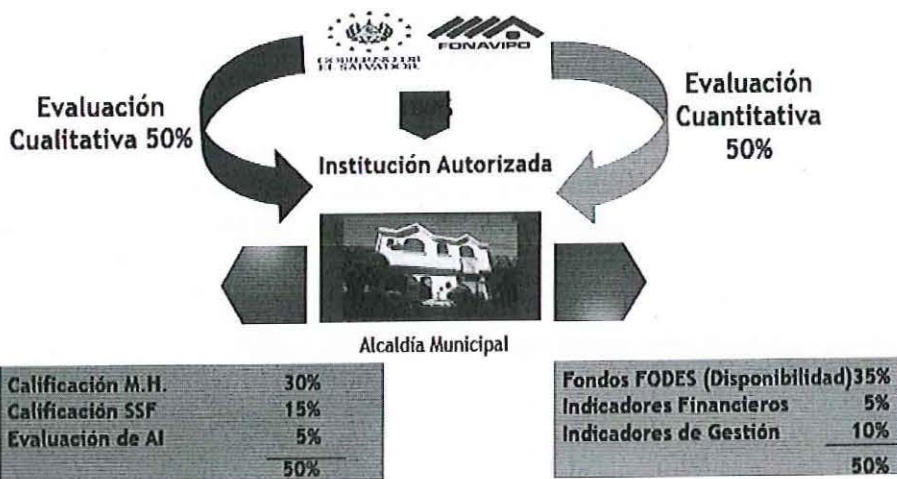 GOBIERNO DE
EL SALVADOR
FONAVIPO
Evaluación
Cualitativa 50%
Evaluación
Cuantitativa
50%
Institución Autorizada
Alcaldía Municipal
Calificación M.H. 30%
Calificación SSF 15%
Evaluación de AI 5%
50%
Fondos FODES (Disponibilidad)35%
Indicadores Financieros 5%
Indicadores de Gestión 10%
50%